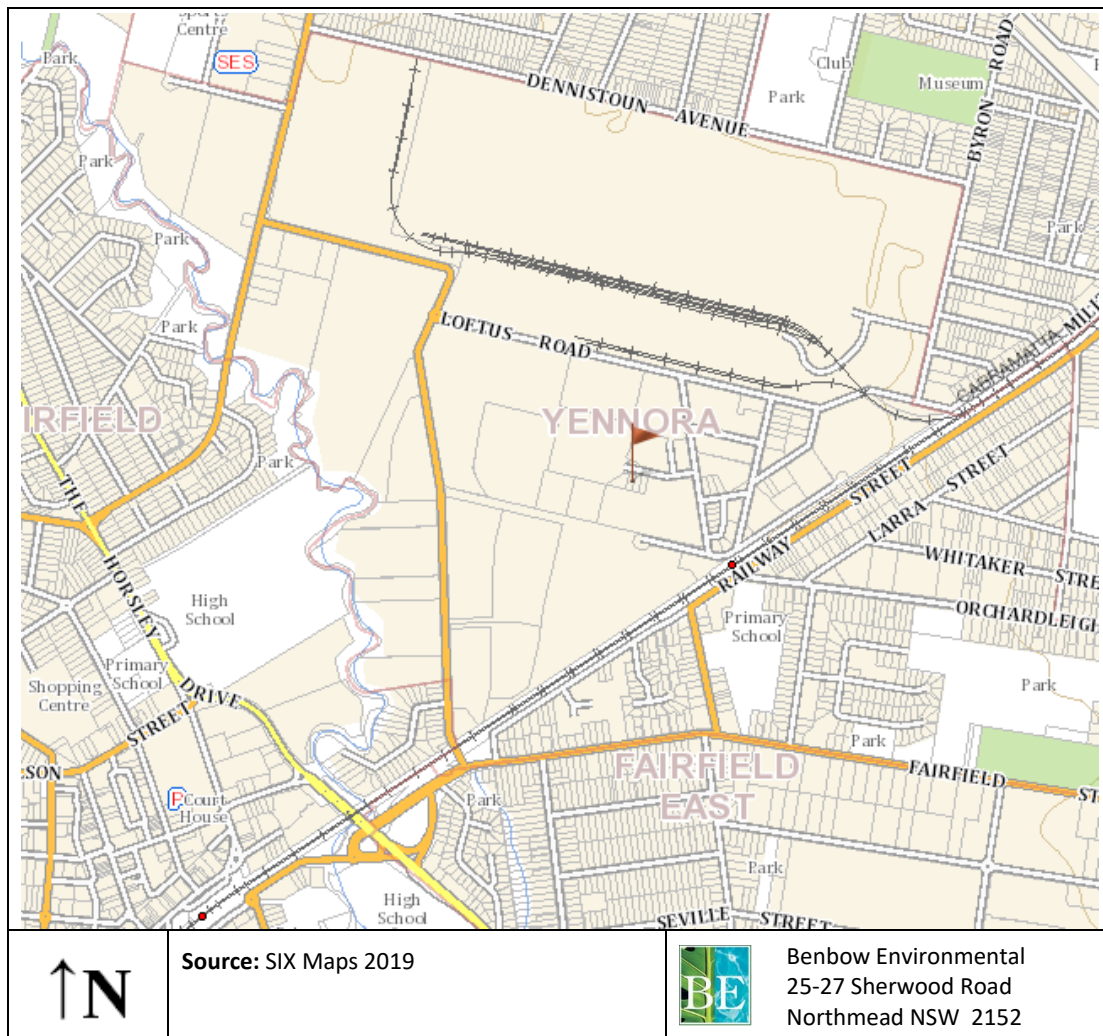 Sports
Centre
Park
SES
DENNISTOUN AVENUE
Club
Park
Museum
BYRON ROAD
Park
Park
Park
Park
LOFTUS ROAD
CABRAMATTA
YENNORA
IRFIELD
Park
THE HORSLEY DRIVE
RAILWAY STREET
LARRA STREET
WHITAKER STRE
ORCHARDLEIGH
High
School
Primary
School
Primary
School
Shopping
Centre
STREET
Park
Park
SON
FAIRFIELD
EAST
FAIRFIELD ST
P
Court
House
Park
Park
High
School
SEVILLE STREET
↑N
Source: SIX Maps 2019
BE
Benbow Environmental
25-27 Sherwood Road
Northmead NSW 2152